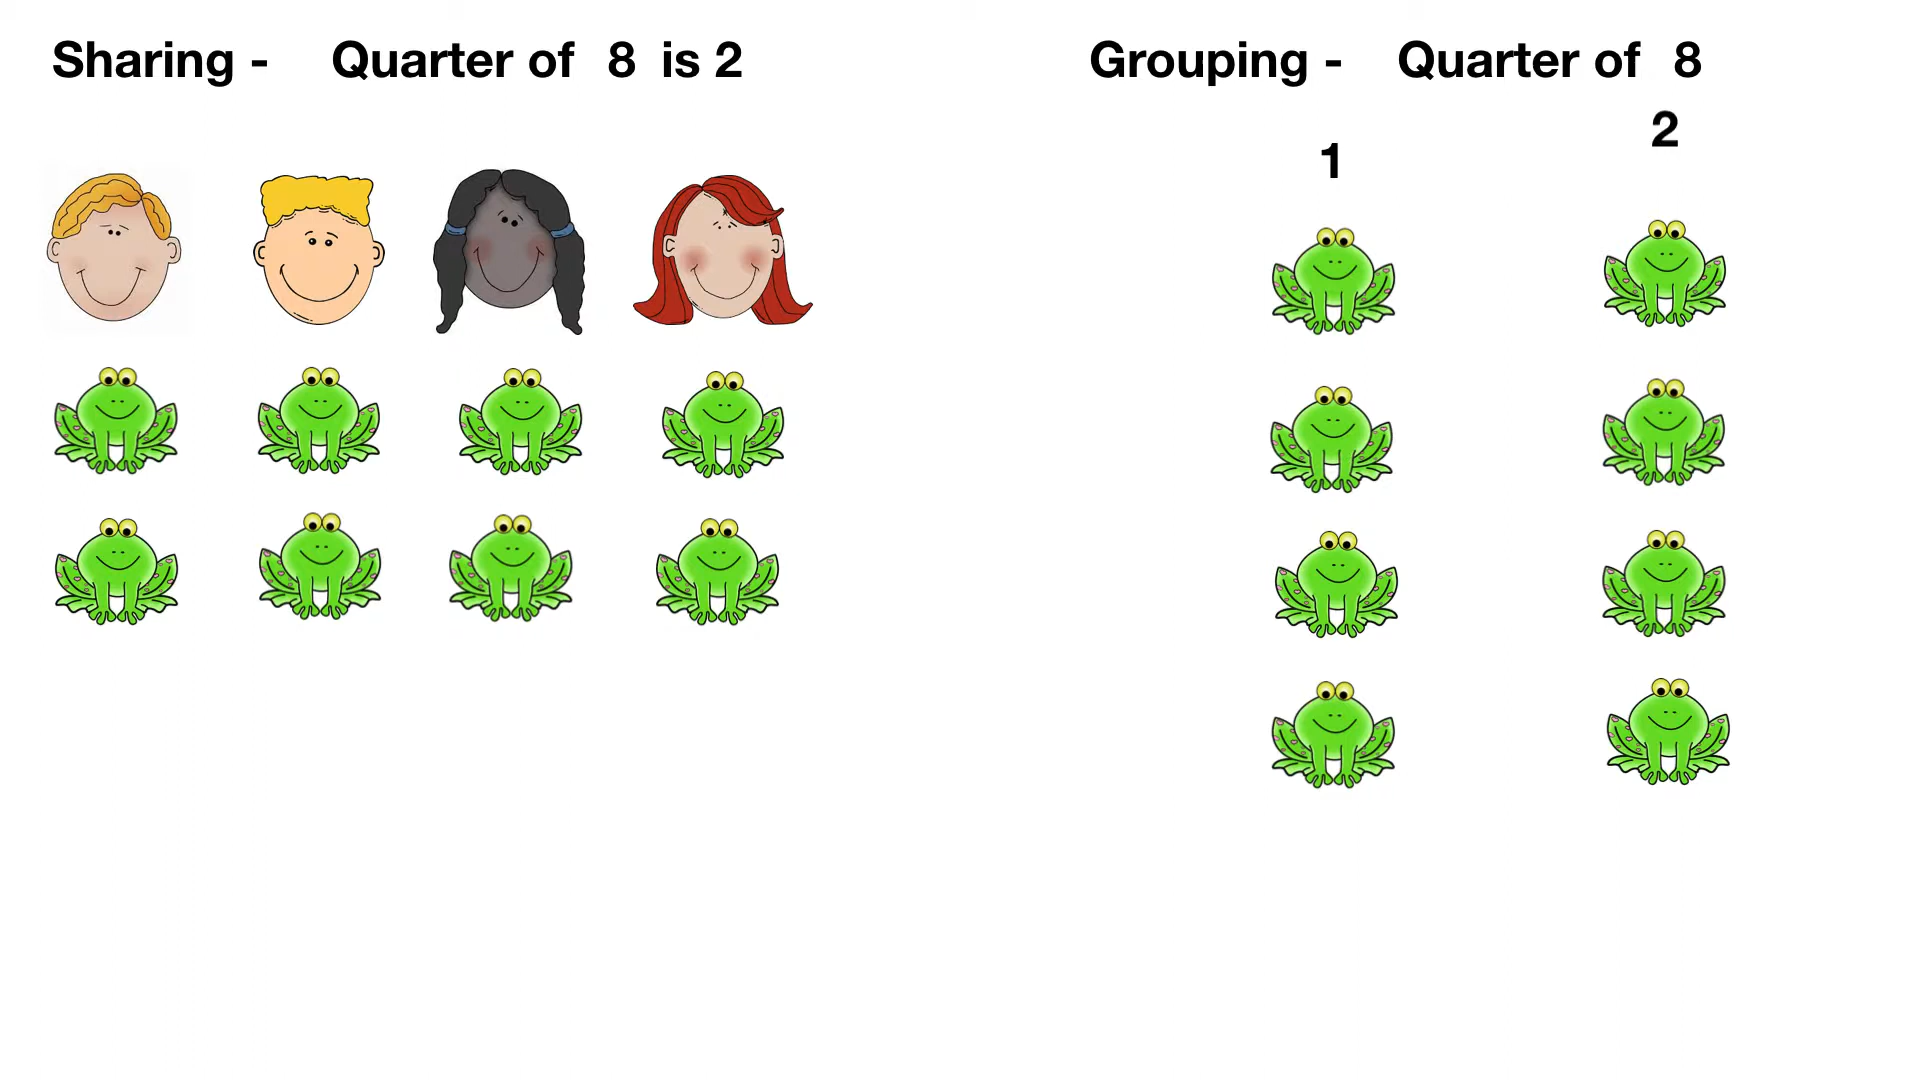 Sharing - Quarter of 8 is 2
Grouping - Quarter of 8
1
2